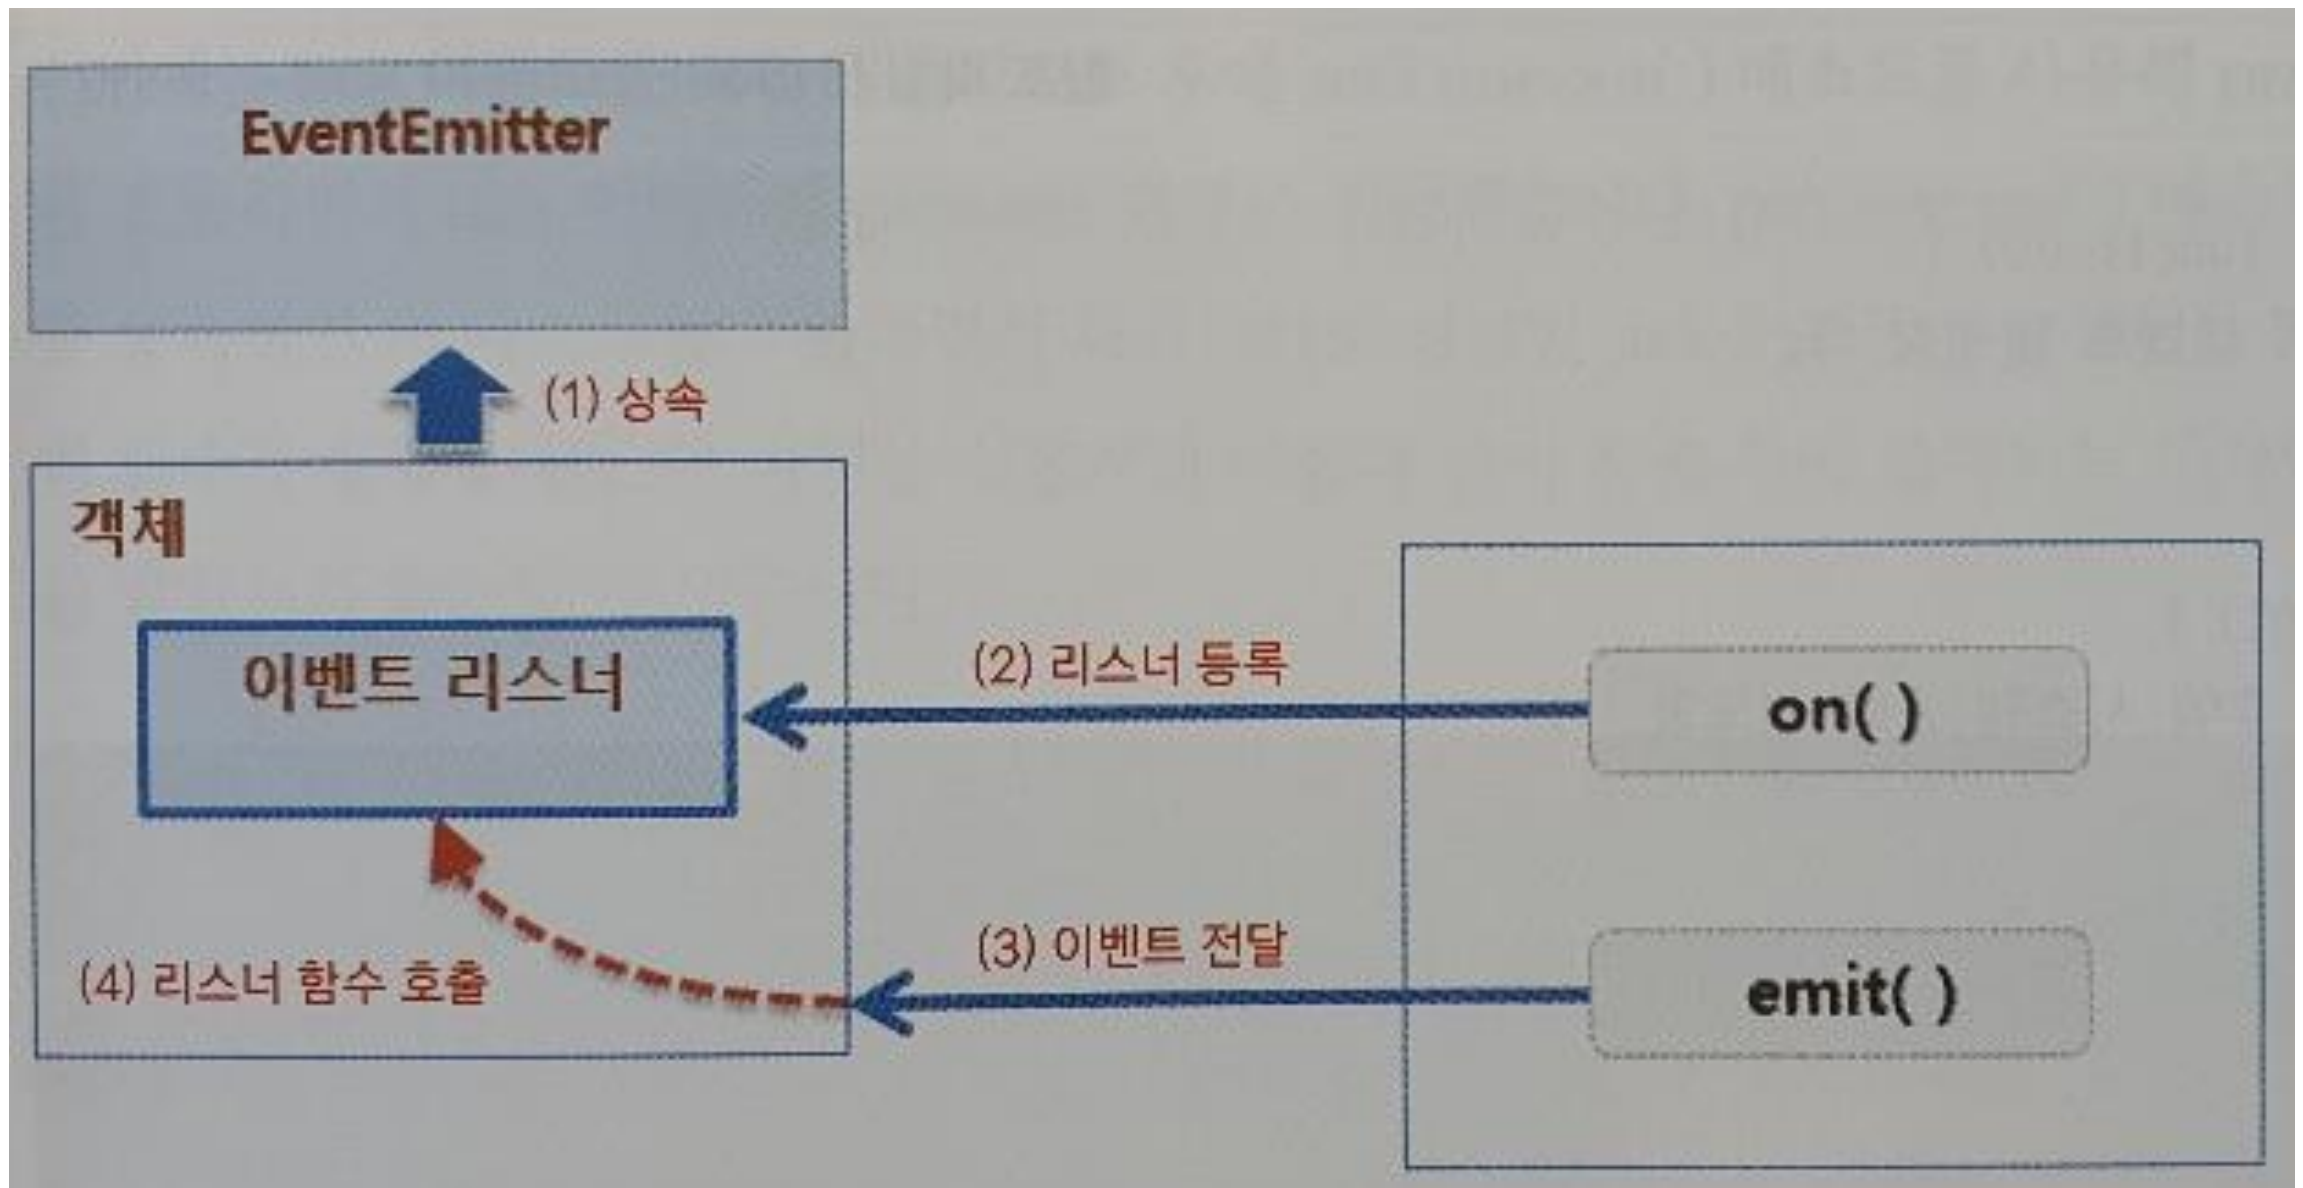 EventEmitter
(1) 상속
객체
이벤트 리스너
(2) 리스너 등록
on( )
(3) 이벤트 전달
emit( )
(4) 리스너 함수 호출